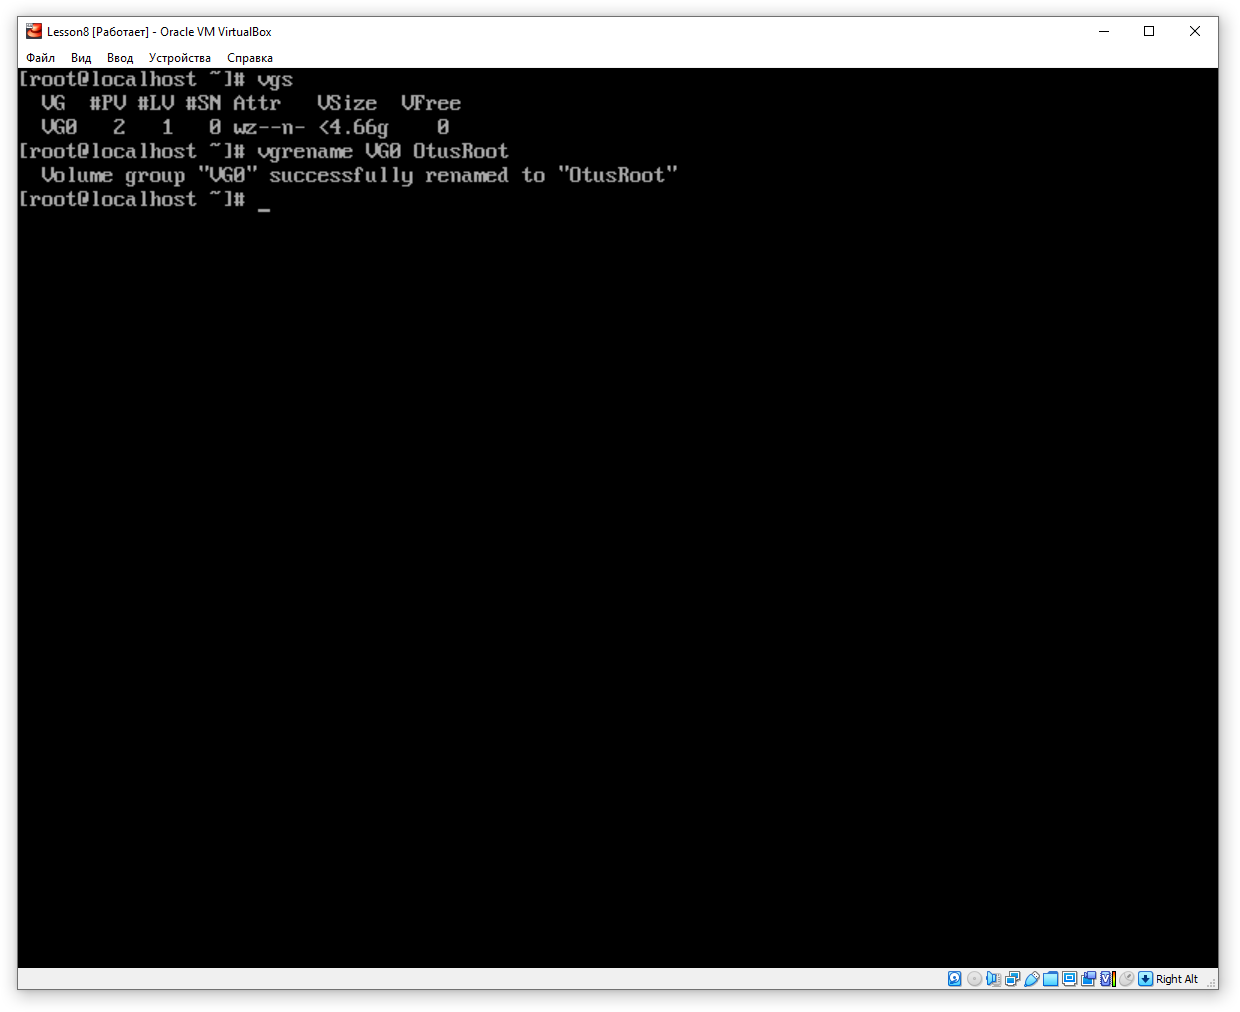 Lesson8 [Работает] - Oracle VM VirtualBox
Файл Вид Ввод Устройства Справка
[root@localhost ~]# vgs
  VG  #PV #LV #SN Attr   VSize  VFree
  VG0   2   1   0 wz--n- <4.66g    0
[root@localhost ~]# vgrename VG0 OtusRoot
  Volume group "VG0" successfully renamed to "OtusRoot"
[root@localhost ~]# _
Right Alt